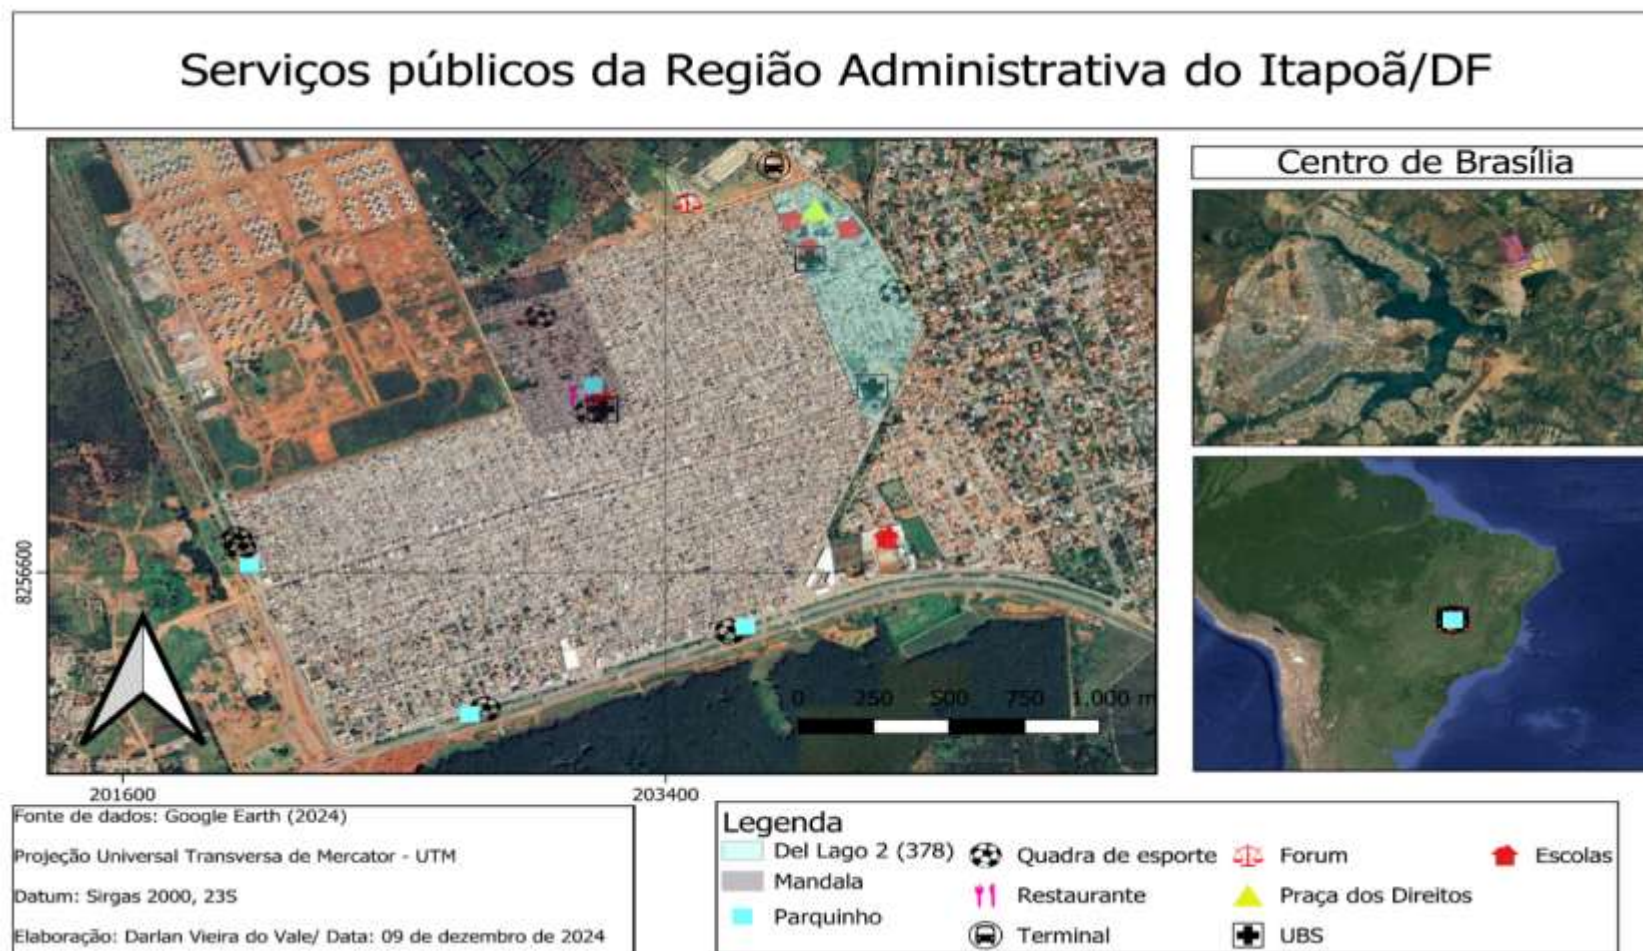 Serviços públicos da Região Administrativa do Itapoã/DF
Centro de Brasília
8256600
0 250 500 750 1.000 m
201600 203400
Fonte de dados: Google Earth (2024)
Projeção Universal Transversa de Mercator - UTM
Datum: Sirgas 2000, 23S
Elaboração: Darlan Vieira do Vale/ Data: 09 de dezembro de 2024
Legenda
Del Lago 2 (378)
Mandala
Parquinho
Quadra de esporte
Restaurante
Terminal
Forum
Praça dos Direitos
UBS
Escolas